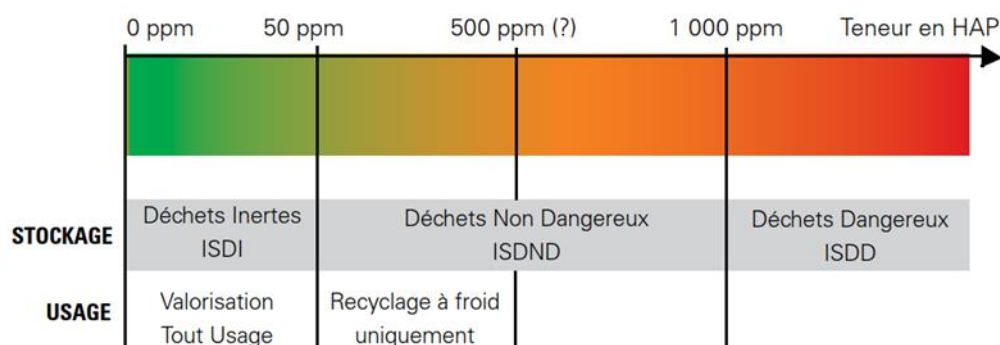 0 ppm 50 ppm 500 ppm (?) 1 000 ppm Teneur en HAP
STOCKAGE
Déchets Inertes
ISDI
Déchets Non Dangereux
ISDND
Déchets Dangereux
ISDD
USAGE
Valorisation
Tout Usage
Recyclage à froid
uniquement